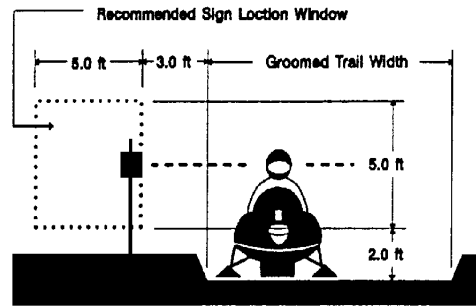 Recommended Sign Loction Window
5.0 ft
3.0 ft
Groomed Trail Width
5.0 ft
2.0 ft